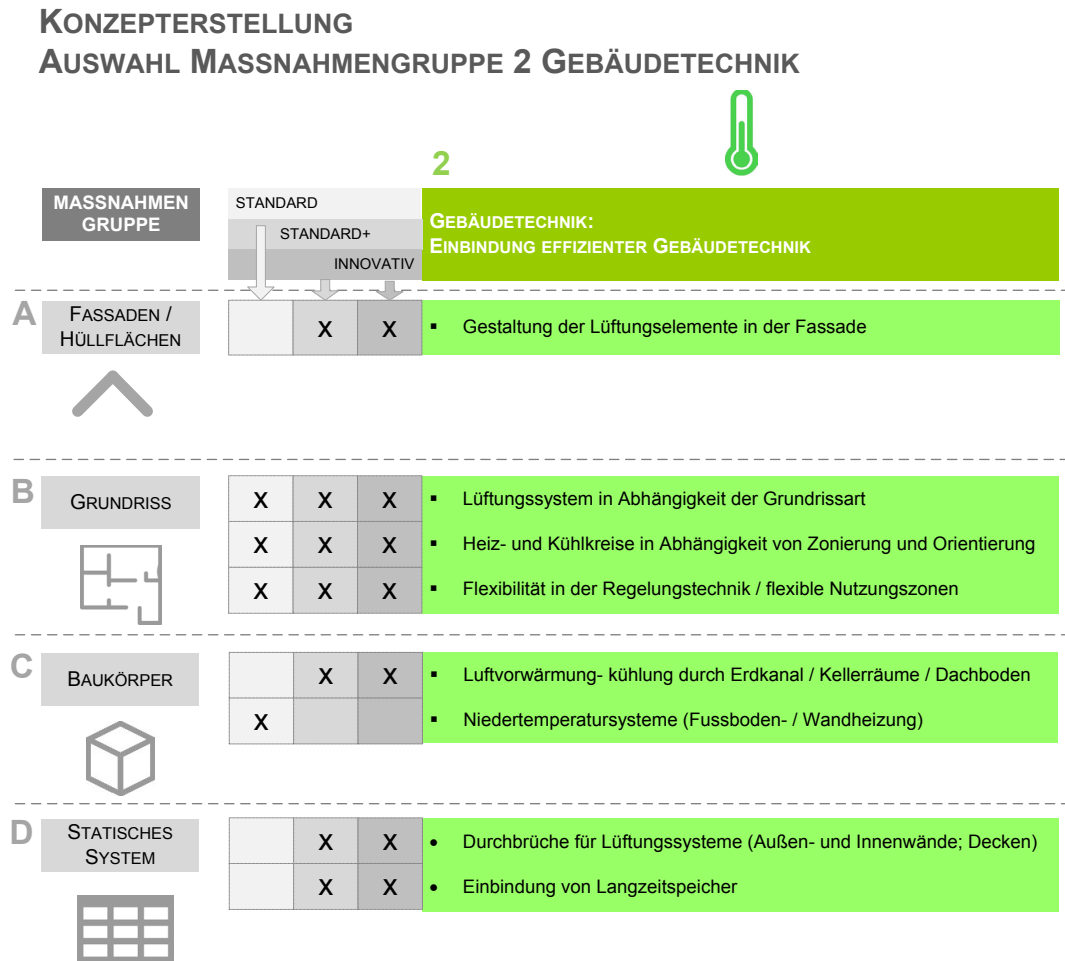 KONZEPTERSTELLUNG
AUSWAHL MASSNAHMENGRUPPE 2 GEBÄUDETECHNIK
2
MASSNAHMEN
GRUPPE
STANDARD
STANDARD+
INNOVATIV
GEBÄUDETECHNIK:
EINBINDUNG EFFIZIENTER GEBÄUDETECHNIK
A
FASSADEN /
HÜLLFLÄCHEN
X X ▪ Gestaltung der Lüftungselemente in der Fassade
B
GRUNDRISS
X X X ▪ Lüftungssystem in Abhängigkeit der Grundrissart
X X X ▪ Heiz- und Kühlkreise in Abhängigkeit von Zonierung und Orientierung
X X X ▪ Flexibilität in der Regelungstechnik / flexible Nutzungszonen
C
BAUKÖRPER
X X ▪ Luftvorwärmung- kühlung durch Erdkanal / Kellerräume / Dachboden
X ▪ Niedertemperatursysteme (Fussboden- / Wandheizung)
D
STATISCHES
SYSTEM
X X • Durchbrüche für Lüftungssysteme (Außen- und Innenwände; Decken)
X X • Einbindung von Langzeitspeicher